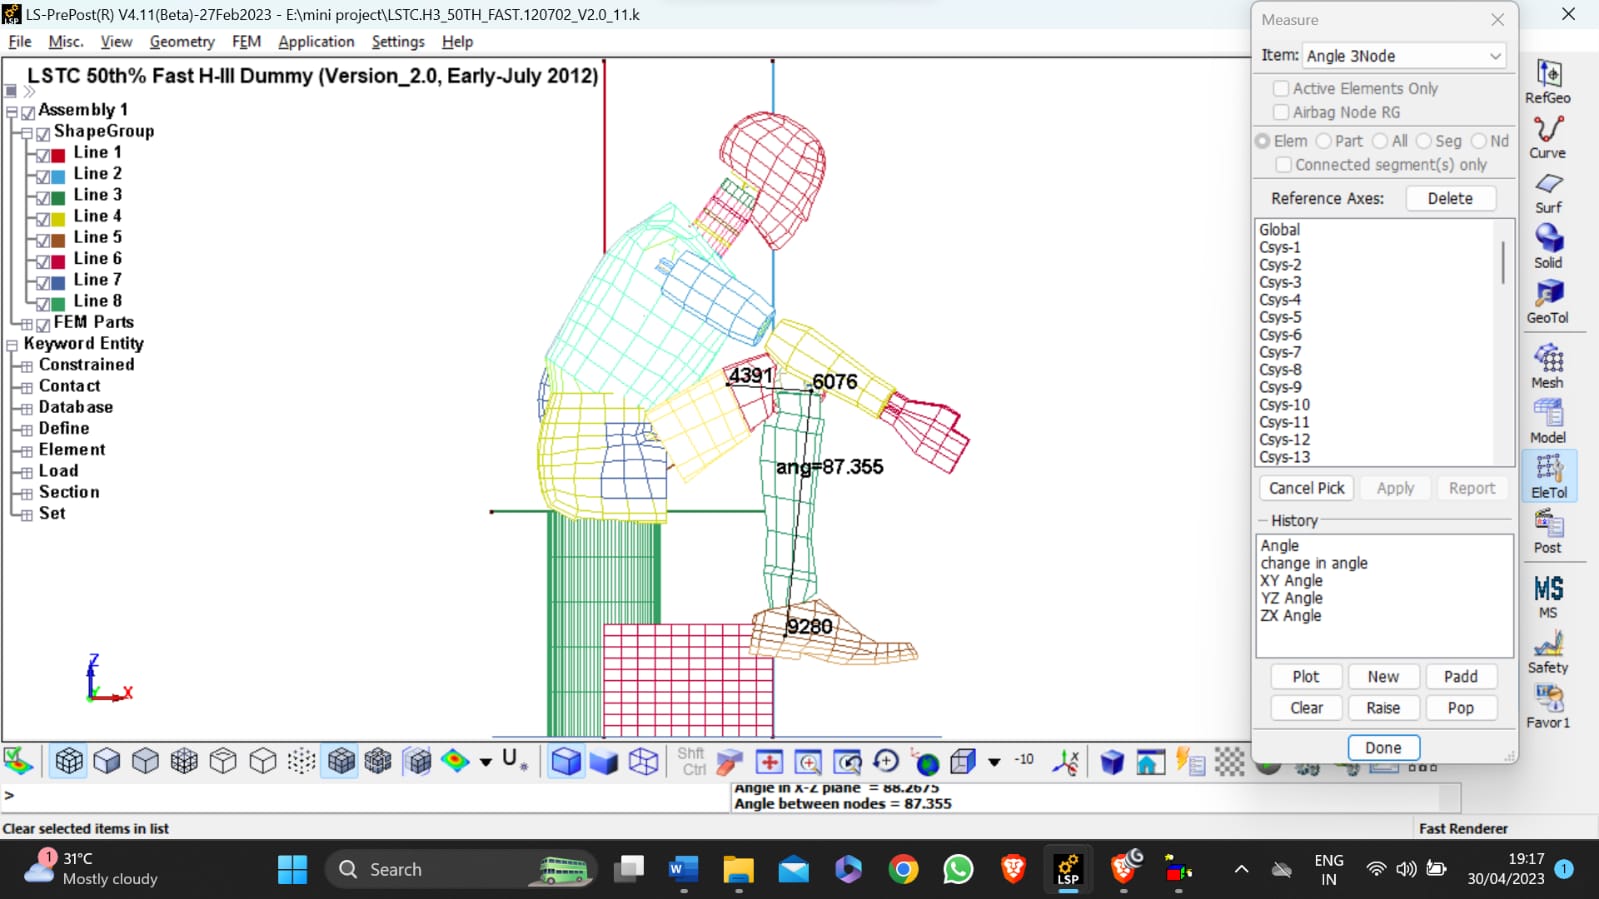 LS-PrePost(R) V4.11(Beta)-27Feb2023 - E:\mini project\LSTC.H3_50TH_FAST.120702_V2.0_11.k
File Misc. View Geometry FEM Application Settings Help
LSTC 50th% Fast H-III Dummy (Version_2.0, Early-July 2012)
Assembly 1
ShapeGroup
Line 1
Line 2
Line 3
Line 4
Line 5
Line 6
Line 7
Line 8
FEM Parts
Keyword Entity
Constrained
Contact
Database
Define
Element
Load
Section
Set
4391
6076
ang=87.355
9280
Z
Y
X
Measure
Item: Angle 3Node
Active Elements Only
Airbag Node RG
Elem Part All Seg Nd
Connected segment(s) only
Reference Axes: Delete
Global
Csys-1
Csys-2
Csys-3
Csys-4
Csys-5
Csys-6
Csys-7
Csys-8
Csys-9
Csys-10
Csys-11
Csys-12
Csys-13
Cancel Pick Apply Report
History
Angle
change in angle
XY Angle
YZ Angle
ZX Angle
Plot New Padd
Clear Raise Pop
Done
RefGeo
Curve
Surf
Solid
GeoTol
Mesh
Model
EleTol
Post
MS
MS
Safety
Favor1
Shft
Ctrl
-10
>
Angle in X-Z plane = 88.2675
Angle between nodes = 87.355
Clear selected items in list
Fast Renderer
1
31°C
Mostly cloudy
Search
LSP
ENG
IN
19:17
30/04/2023
1